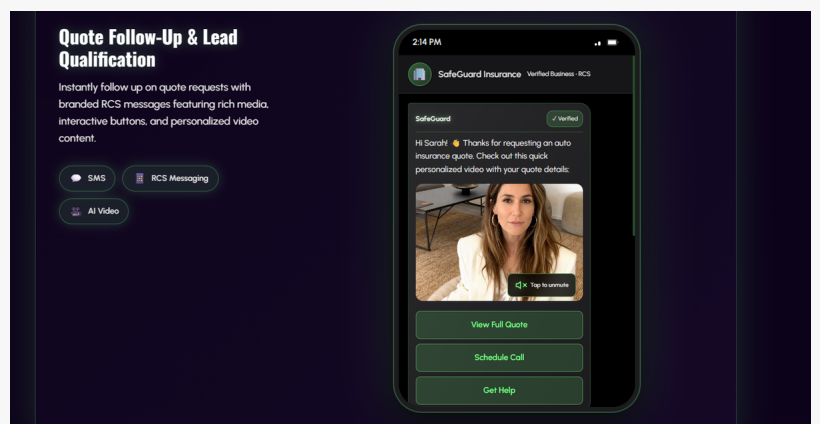 Quote Follow-Up & Lead
Qualification
Instantly follow up on quote requests with
branded RCS messages featuring rich media,
interactive buttons, and personalized video
content.
SMS
RCS Messaging
AI Video
2:14 PM
SafeGuard Insurance Verified Business · RCS
SafeGuard
✓ Verified
Hi Sarah! 👋 Thanks for requesting an auto
insurance quote. Check out this quick
personalized video with your quote details:
Tap to unmute
View Full Quote
Schedule Call
Get Help